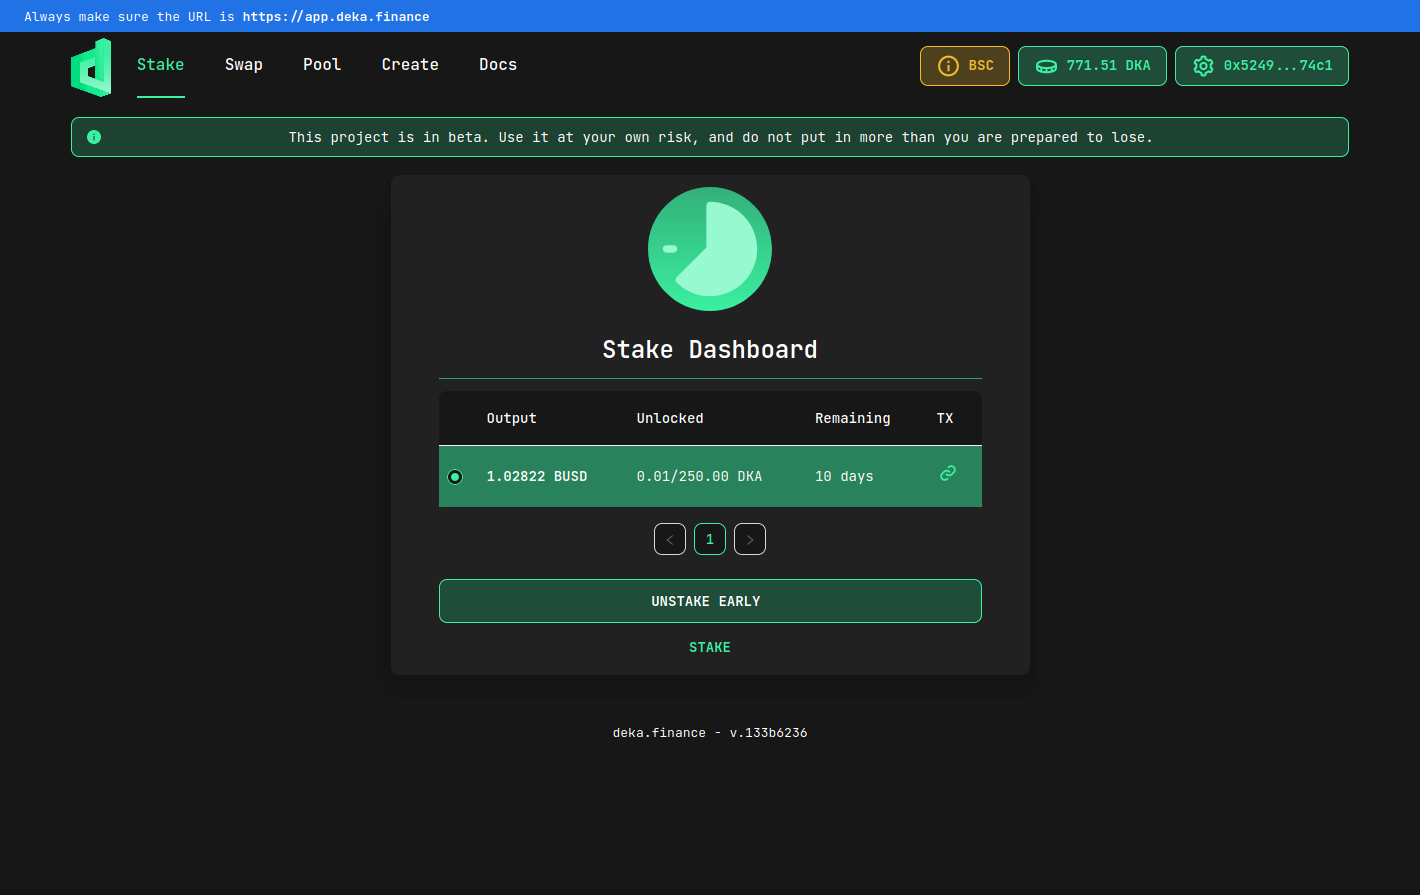 Always make sure the URL is https://app.deka.finance
Stake Swap Pool Create Docs BSC 771.51 DKA 0x5249...74c1
This project is in beta. Use it at your own risk, and do not put in more than you are prepared to lose.
Stake Dashboard
Output Unlocked Remaining TX
1.02822 BUSD 0.01/250.00 DKA 10 days
< 1 >
UNSTAKE EARLY
STAKE
deka.finance - v.133b6236